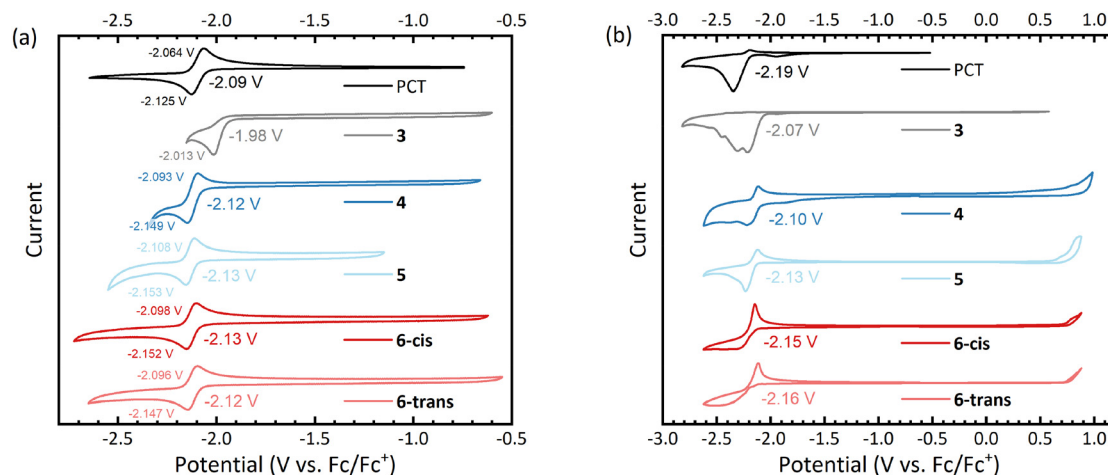 (a)
-2.5 -2.0 -1.5 -1.0 -0.5
-2.064 V
-2.09 V
-2.125 V
PCT
-1.98 V
-2.013 V
3
-2.093 V
-2.12 V
-2.149 V
4
-2.108 V
-2.13 V
-2.153 V
5
-2.098 V
-2.13 V
-2.152 V
6-cis
-2.096 V
-2.12 V
-2.147 V
6-trans
Current
-2.5 -2.0 -1.5 -1.0 -0.5
Potential (V vs. Fc/Fc⁺)
(b)
-3.0 -2.5 -2.0 -1.5 -1.0 -0.5 0.0 0.5 1.0
-2.19 V
PCT
-2.07 V
3
-2.10 V
4
-2.13 V
5
-2.15 V
6-cis
-2.16 V
6-trans
Current
-3.0 -2.5 -2.0 -1.5 -1.0 -0.5 0.0 0.5 1.0
Potential (V vs. Fc/Fc⁺)